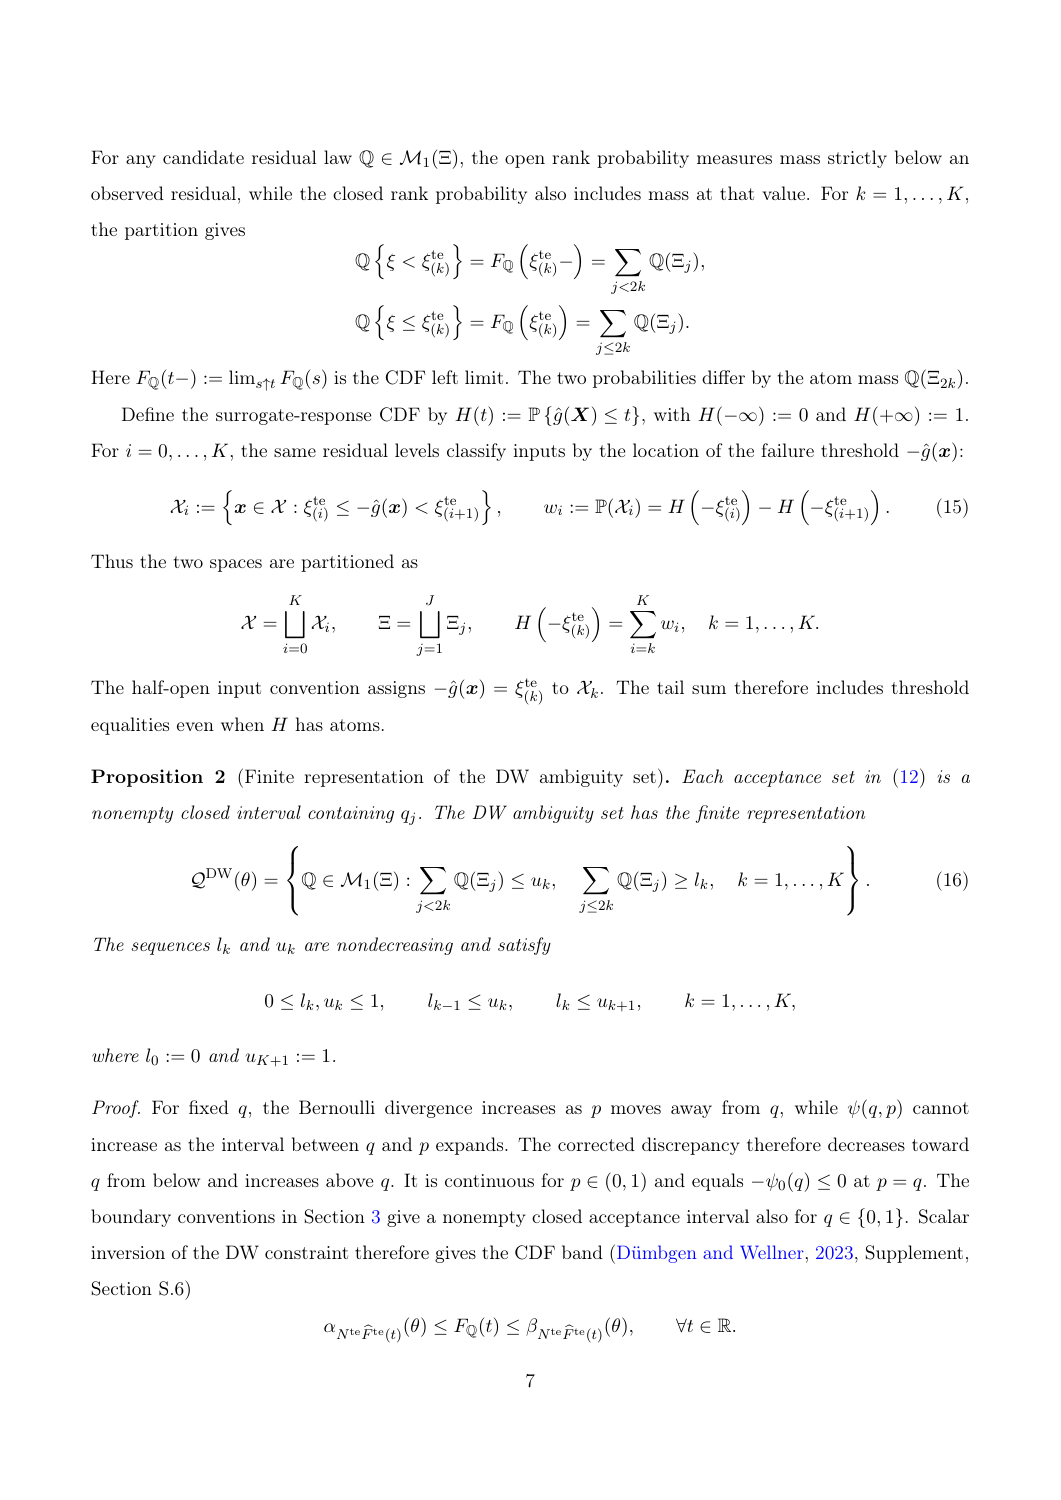 For any candidate residual law ℚ ∈ ℳ₁(Ξ), the open rank probability measures mass strictly below an
observed residual, while the closed rank probability also includes mass at that value. For k = 1, . . . , K,
the partition gives
ℚ {ξ < ξ^te_(k)} = F_ℚ (ξ^te_(k)−) = ∑_{j<2k} ℚ(Ξ_j),
ℚ {ξ ≤ ξ^te_(k)} = F_ℚ (ξ^te_(k)) = ∑_{j≤2k} ℚ(Ξ_j).
Here F_ℚ(t−) := lim_{s↑t} F_ℚ(s) is the CDF left limit. The two probabilities differ by the atom mass ℚ(Ξ_{2k}).
Define the surrogate-response CDF by H(t) := ℙ {ĝ(X) ≤ t}, with H(−∞) := 0 and H(+∞) := 1.
For i = 0, . . . , K, the same residual levels classify inputs by the location of the failure threshold −ĝ(x):
𝒳_i := {x ∈ 𝒳 : ξ^te_(i) ≤ −ĝ(x) < ξ^te_(i+1)}, w_i := ℙ(𝒳_i) = H (−ξ^te_(i)) − H (−ξ^te_(i+1)). (15)
Thus the two spaces are partitioned as
𝒳 = ⨆_{i=0}^{K} 𝒳_i, Ξ = ⨆_{j=1}^{J} Ξ_j, H (−ξ^te_(k)) = ∑_{i=k}^{K} w_i, k = 1, . . . , K.
The half-open input convention assigns −ĝ(x) = ξ^te_(k) to 𝒳_k. The tail sum therefore includes threshold
equalities even when H has atoms.
Proposition 2 (Finite representation of the DW ambiguity set). Each acceptance set in (12) is a
nonempty closed interval containing q_j. The DW ambiguity set has the finite representation
𝒬^DW(θ) = {ℚ ∈ ℳ₁(Ξ) : ∑_{j<2k} ℚ(Ξ_j) ≤ u_k, ∑_{j≤2k} ℚ(Ξ_j) ≥ l_k, k = 1, . . . , K}. (16)
The sequences l_k and u_k are nondecreasing and satisfy
0 ≤ l_k, u_k ≤ 1, l_{k−1} ≤ u_k, l_k ≤ u_{k+1}, k = 1, . . . , K,
where l_0 := 0 and u_{K+1} := 1.
Proof. For fixed q, the Bernoulli divergence increases as p moves away from q, while ψ(q, p) cannot
increase as the interval between q and p expands. The corrected discrepancy therefore decreases toward
q from below and increases above q. It is continuous for p ∈ (0, 1) and equals −ψ_0(q) ≤ 0 at p = q. The
boundary conventions in Section 3 give a nonempty closed acceptance interval also for q ∈ {0, 1}. Scalar
inversion of the DW constraint therefore gives the CDF band (Dümbgen and Wellner, 2023, Supplement,
Section S.6)
α_{N^te F̂^te(t)}(θ) ≤ F_ℚ(t) ≤ β_{N^te F̂^te(t)}(θ), ∀t ∈ ℝ.
7